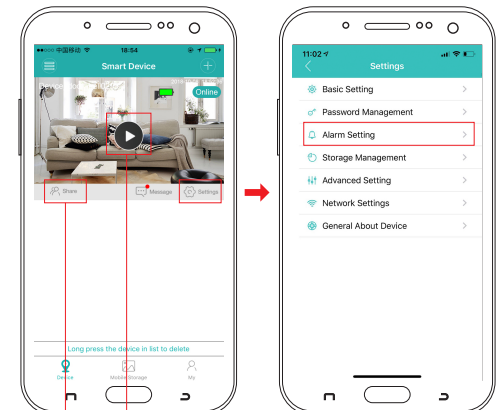 中国移动
18:54
Smart Device
Online
Share
Message
Settings
Long press the device in list to delete
Device
Mobile Storage
My
11:02
Settings
Basic Setting
Password Management
Alarm Setting
Storage Management
Advanced Setting
Network Settings
General About Device